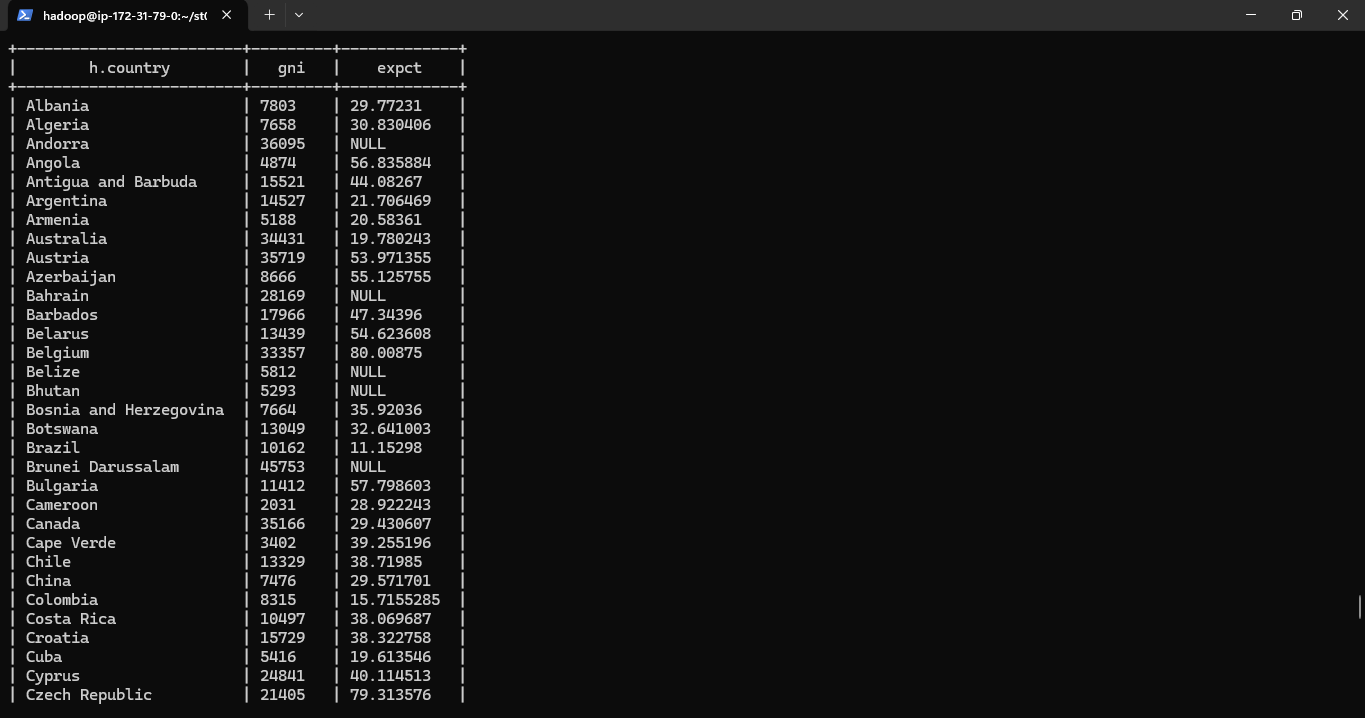 hadoop@ip-172-31-79-0:~/st(
+-------------------------+---------+-------------+
|        h.country        |   gni   |    expct    |
+-------------------------+---------+-------------+
| Albania                 | 7803    | 29.77231    |
| Algeria                 | 7658    | 30.830406   |
| Andorra                 | 36095   | NULL        |
| Angola                  | 4874    | 56.835884   |
| Antigua and Barbuda     | 15521   | 44.08267    |
| Argentina               | 14527   | 21.706469   |
| Armenia                 | 5188    | 20.58361    |
| Australia               | 34431   | 19.780243   |
| Austria                 | 35719   | 53.971355   |
| Azerbaijan              | 8666    | 55.125755   |
| Bahrain                 | 28169   | NULL        |
| Barbados                | 17966   | 47.34396    |
| Belarus                 | 13439   | 54.623608   |
| Belgium                 | 33357   | 80.00875    |
| Belize                  | 5812    | NULL        |
| Bhutan                  | 5293    | NULL        |
| Bosnia and Herzegovina  | 7664    | 35.92036    |
| Botswana                | 13049   | 32.641003   |
| Brazil                  | 10162   | 11.15298    |
| Brunei Darussalam       | 45753   | NULL        |
| Bulgaria                | 11412   | 57.798603   |
| Cameroon                | 2031    | 28.922243   |
| Canada                  | 35166   | 29.430607   |
| Cape Verde              | 3402    | 39.255196   |
| Chile                   | 13329   | 38.71985    |
| China                   | 7476    | 29.571701   |
| Colombia                | 8315    | 15.7155285  |
| Costa Rica              | 10497   | 38.069687   |
| Croatia                 | 15729   | 38.322758   |
| Cuba                    | 5416    | 19.613546   |
| Cyprus                  | 24841   | 40.114513   |
| Czech Republic          | 21405   | 79.313576   |